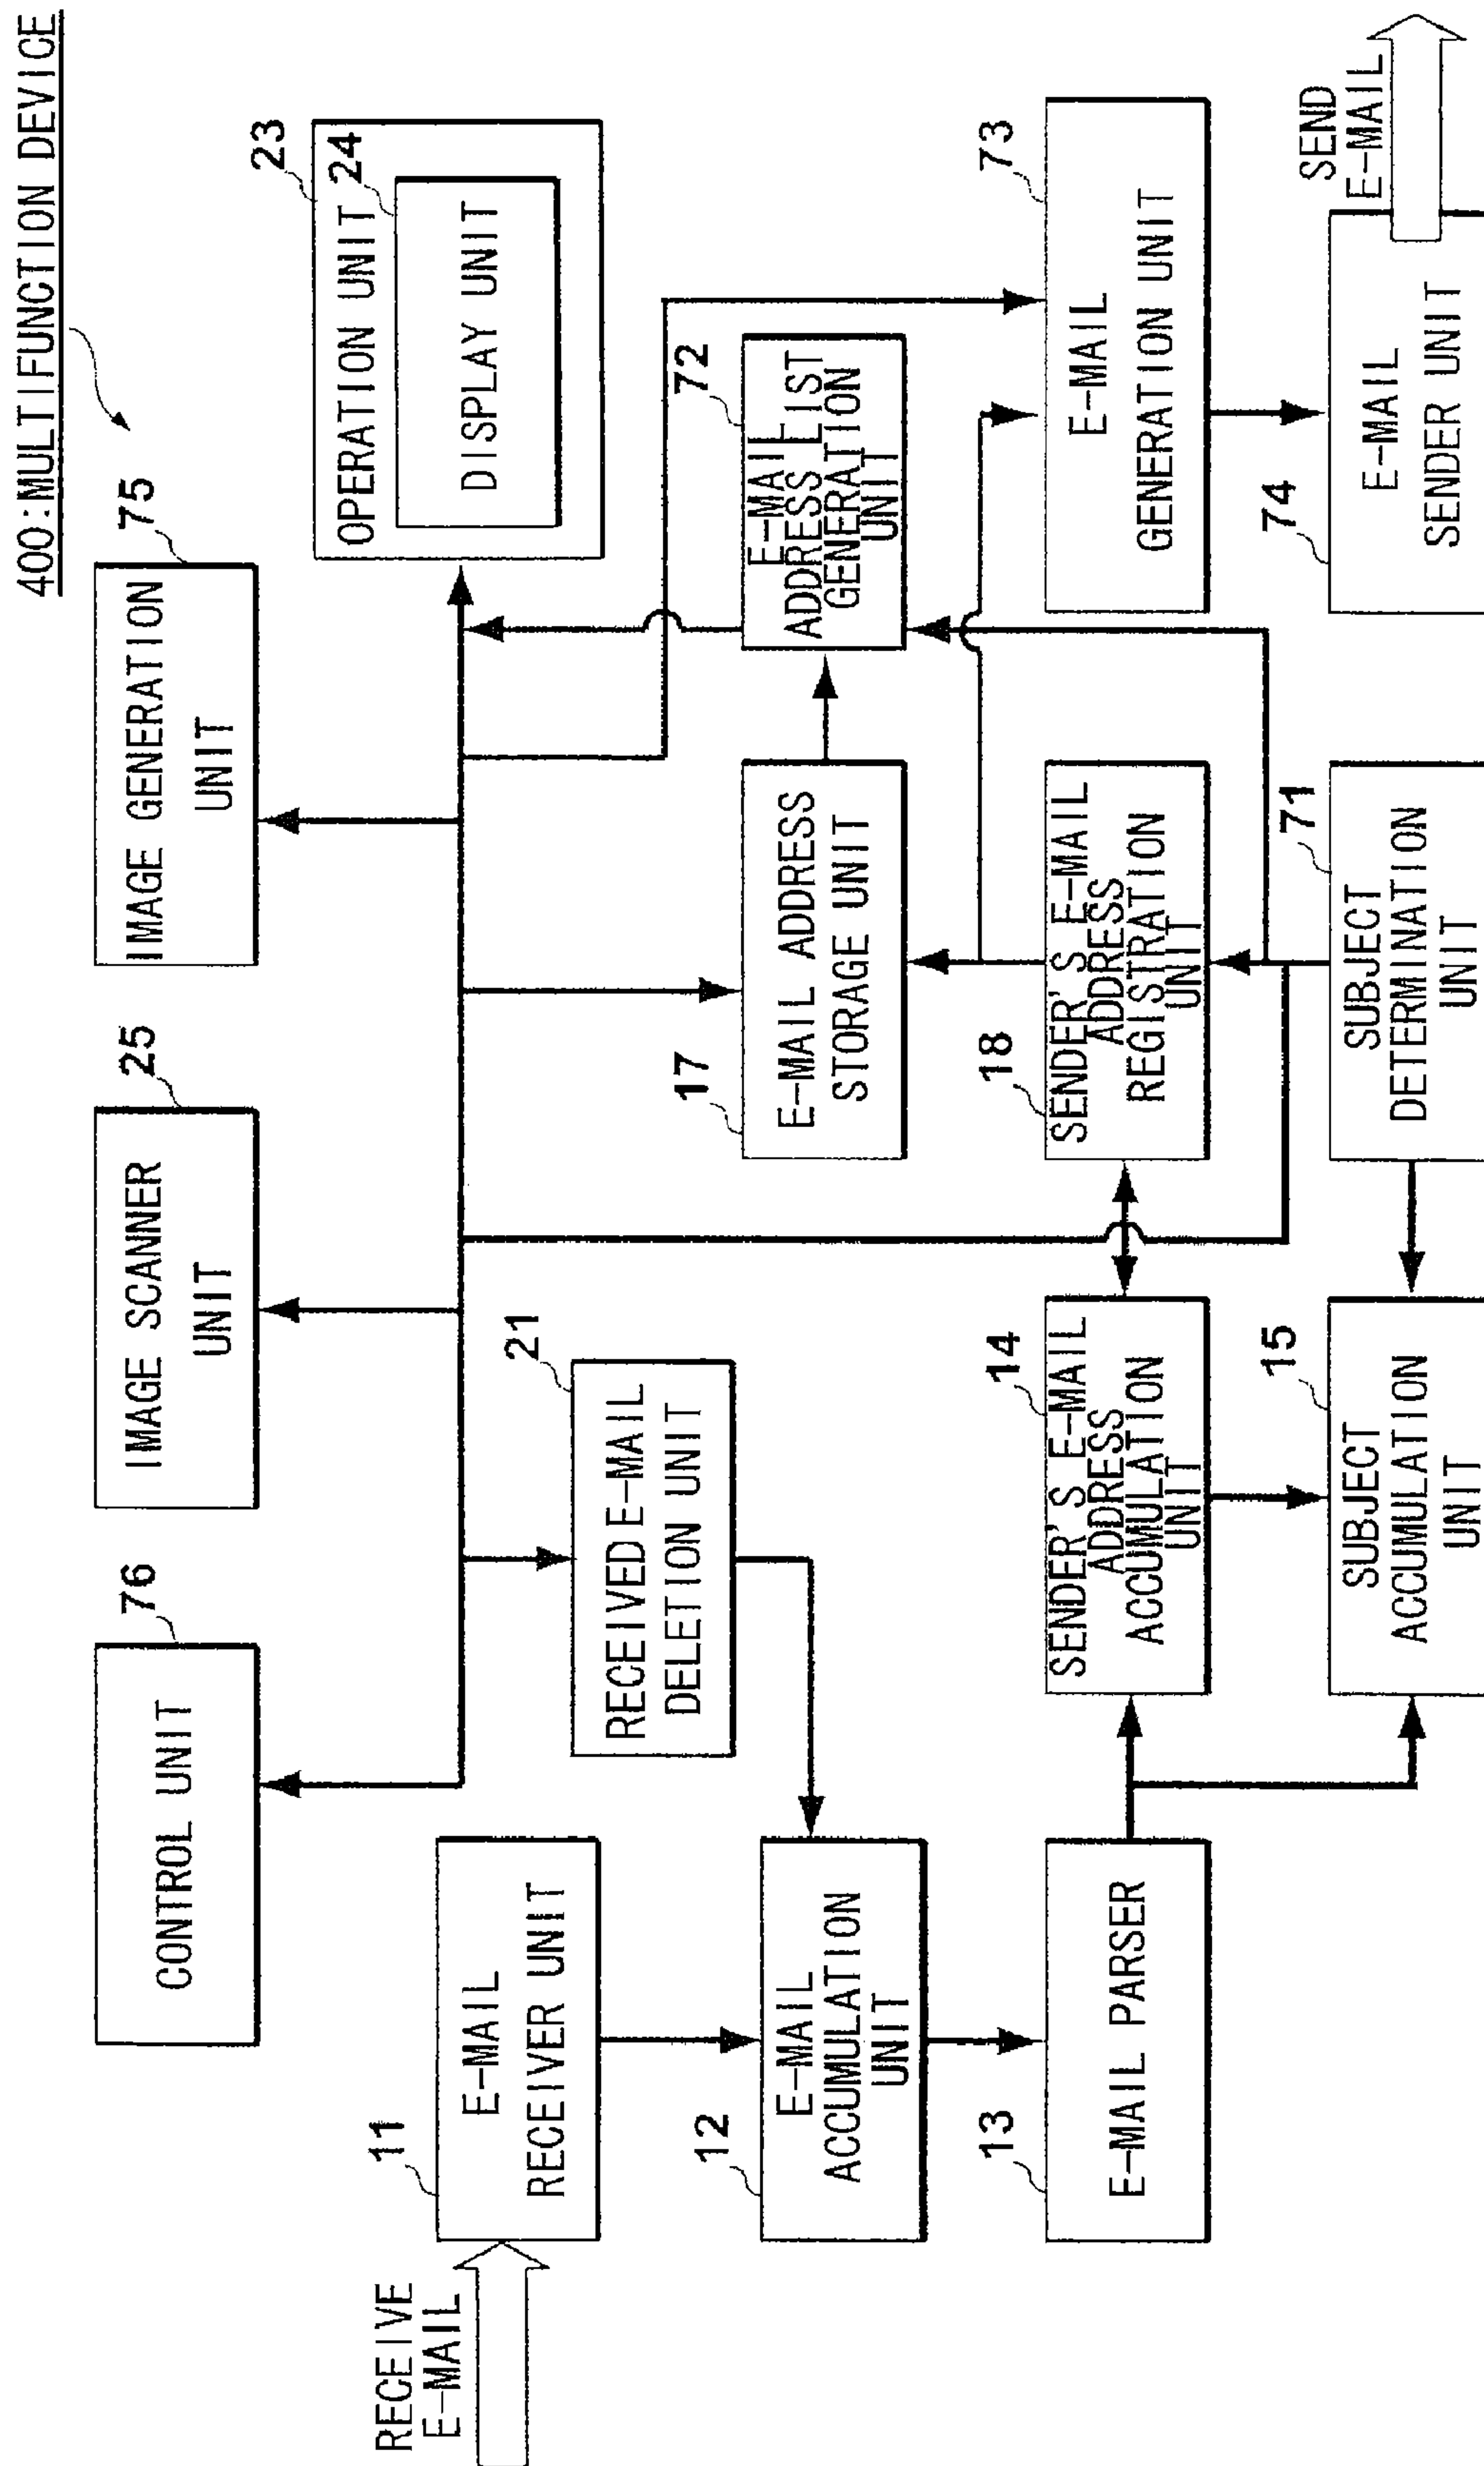 400:MULTIFUNCTION DEVICE
76
CONTROL UNIT
25
IMAGE SCANNER
UNIT
75
IMAGE GENERATION
UNIT
23
OPERATION UNIT
24
DISPLAY UNIT
RECEIVE
E-MAIL
11
E-MAIL
RECEIVER UNIT
21
RECEIVED E-MAIL
DELETION UNIT
12
E-MAIL
ACCUMULATION
UNIT
17
E-MAIL ADDRESS
STORAGE UNIT
72
E-MAIL
ADDRESS LIST
GENERATION
UNIT
13
E-MAIL PARSER
14
SENDER'S E-MAIL
ADDRESS
ACCUMULATION
UNIT
18
SENDER'S E-MAIL
ADDRESS
REGISTRATION
UNIT
73
E-MAIL
GENERATION UNIT
15
SUBJECT
ACCUMULATION
UNIT
71
SUBJECT
DETERMINATION
UNIT
74
E-MAIL
SENDER UNIT
SEND
E-MAIL